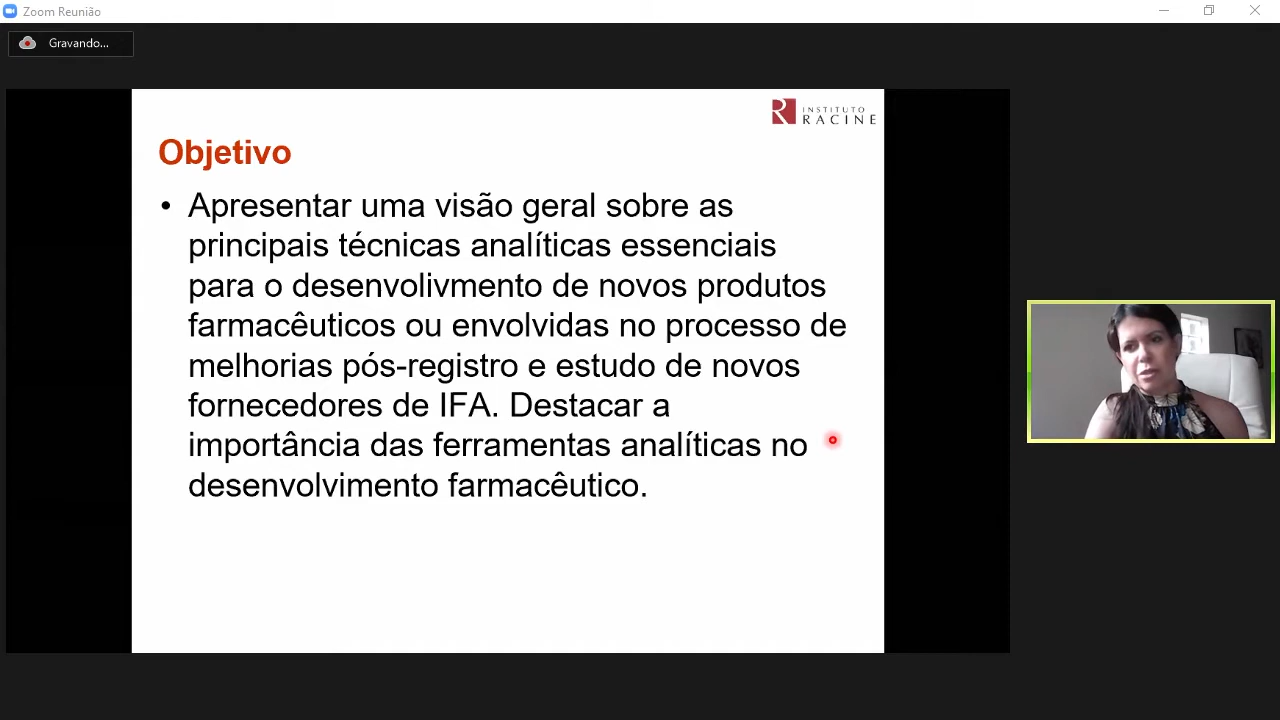 Zoom Reunião
Gravando...
INSTITUTO
RACINE
Objetivo
• Apresentar uma visão geral sobre as
principais técnicas analíticas essenciais
para o desenvolivmento de novos produtos
farmacêuticos ou envolvidas no processo de
melhorias pós-registro e estudo de novos
fornecedores de IFA. Destacar a
importância das ferramentas analíticas no
desenvolvimento farmacêutico.